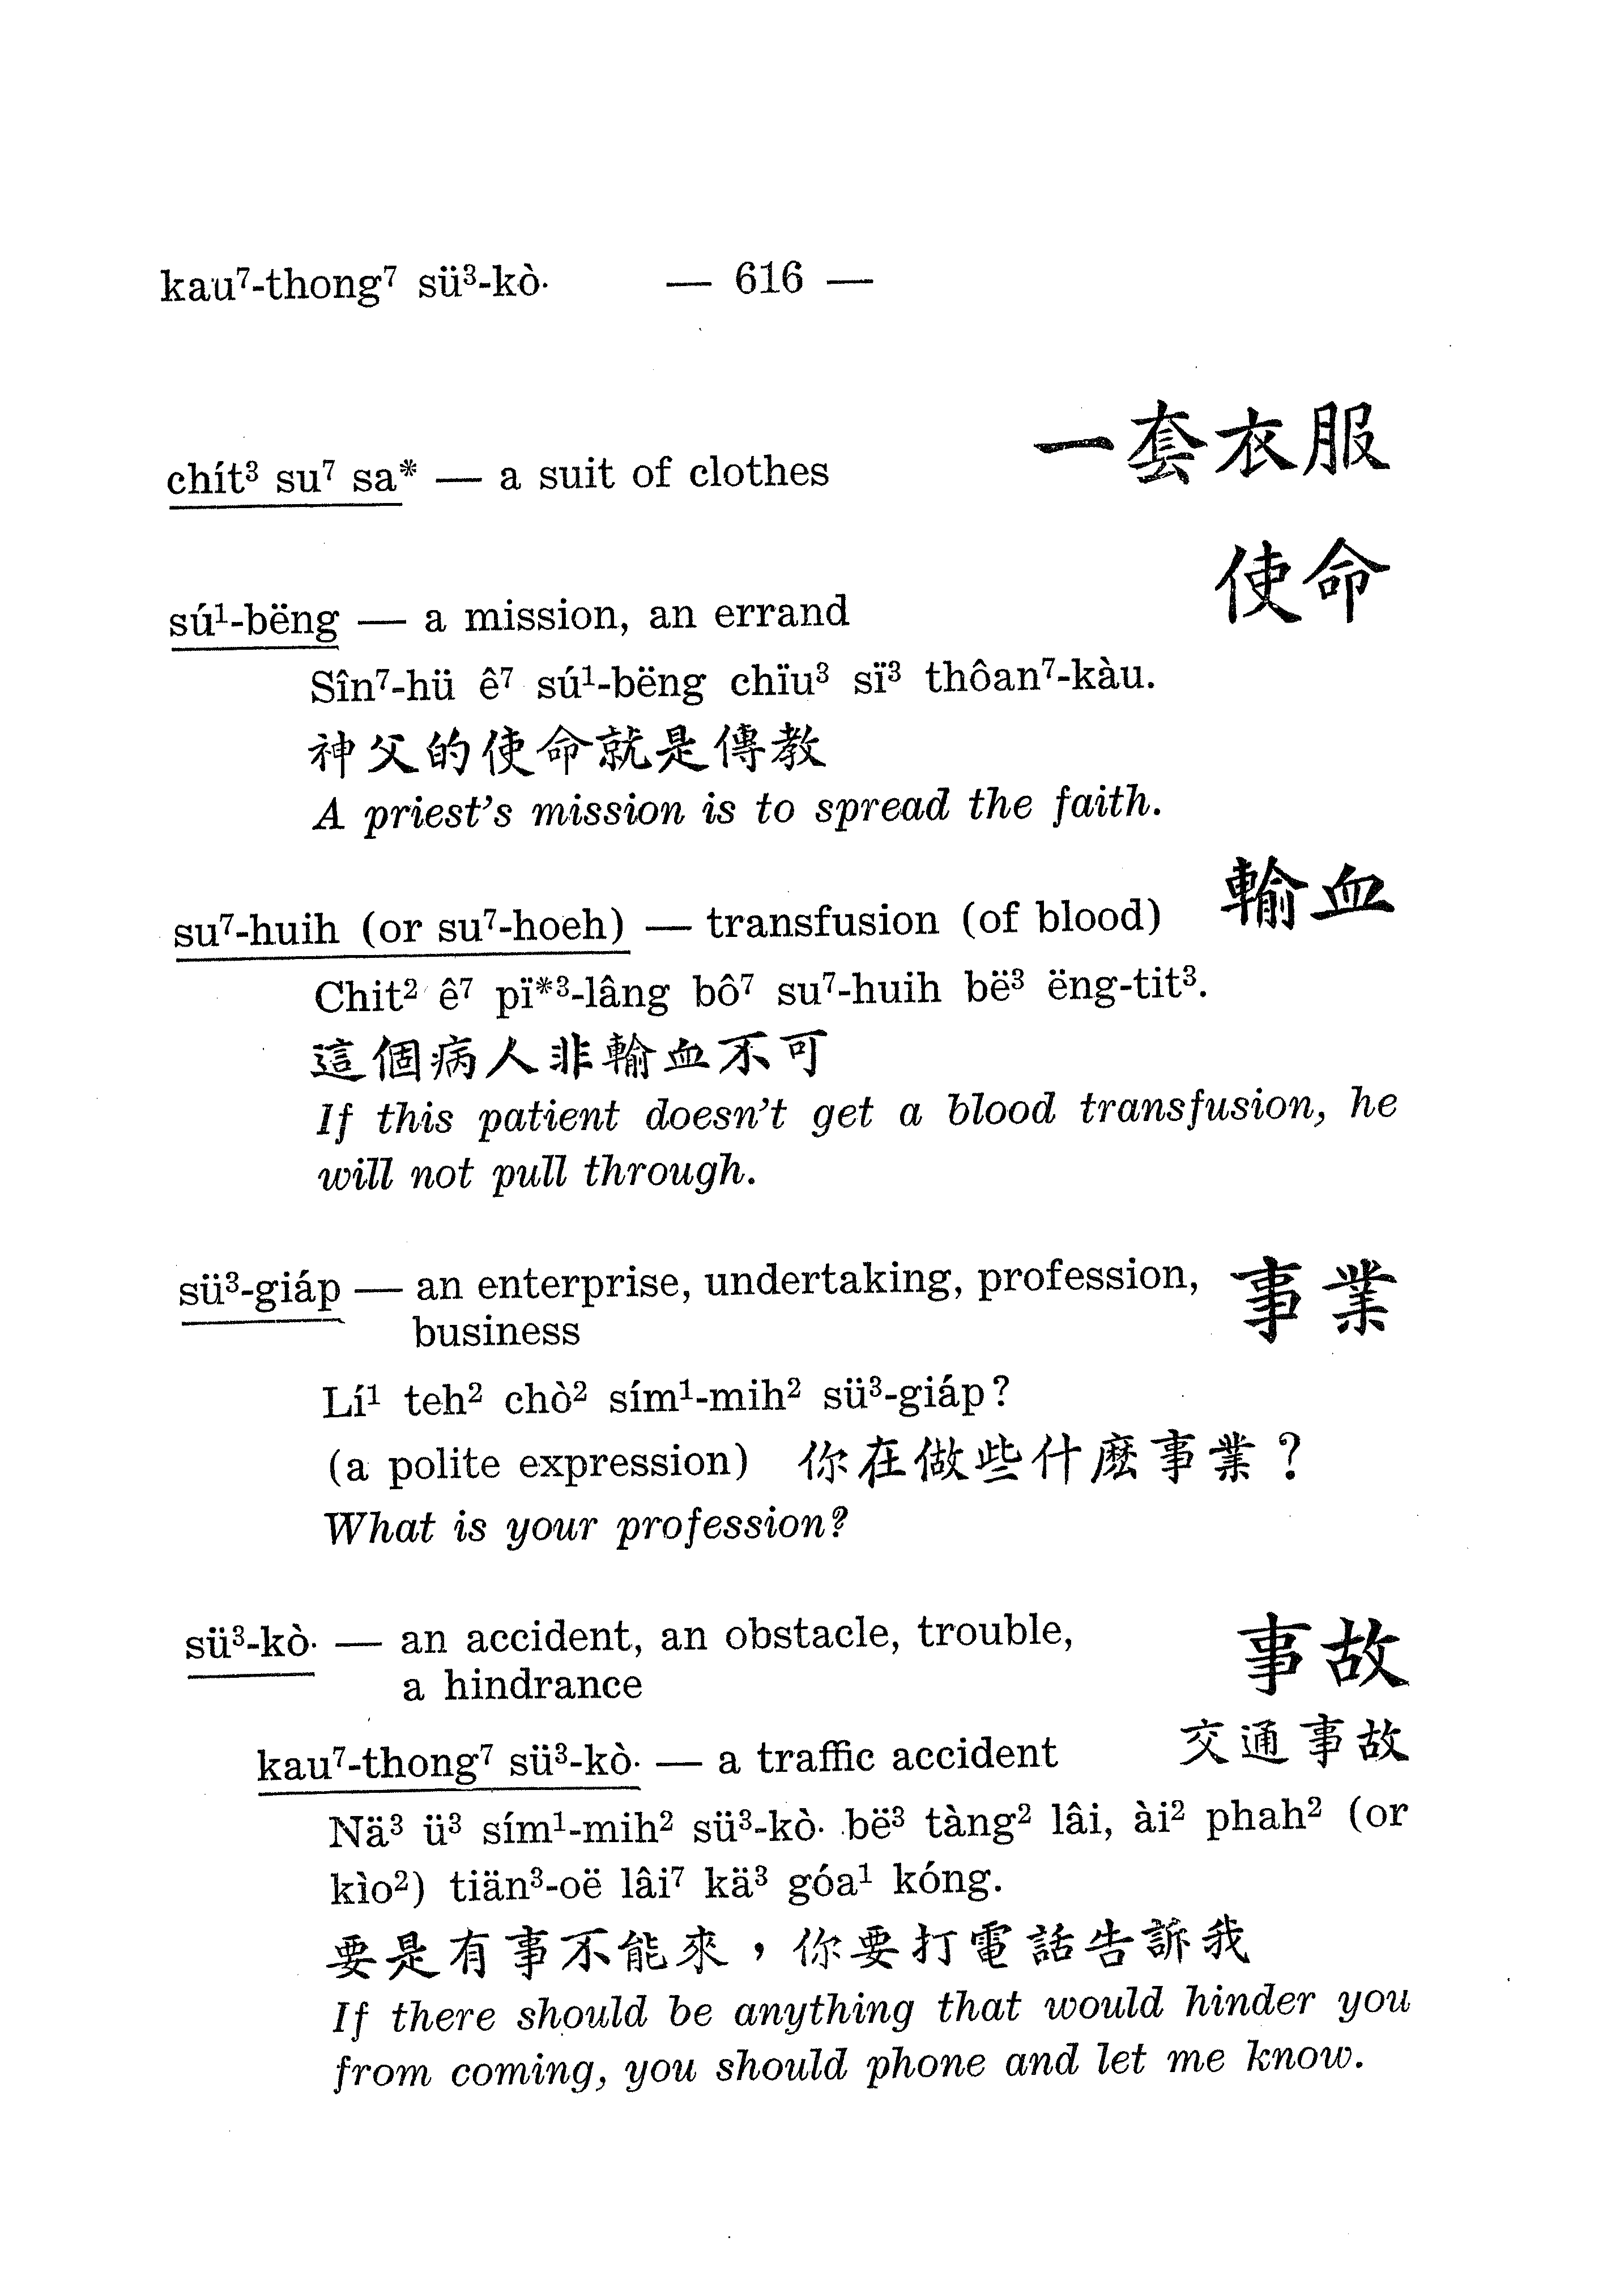 kau⁷-thong⁷ sü³-kò· — 616 —
一套衣服
chít³ su⁷ sa* — a suit of clothes
使命
sú¹-bëng — a mission, an errand
Sîn⁷-hü ê⁷ sú¹-bëng chïu³ sï³ thôan⁷-kàu.
神父的使命就是傳教
A priest's mission is to spread the faith.
su⁷-huih (or su⁷-hoeh) — transfusion (of blood) 輸血
Chit² ê⁷ pï*³-lâng bô⁷ su⁷-huih bë³ ëng-tit³.
這個病人非輸血不可
If this patient doesn't get a blood transfusion, he
will not pull through.
sü³-giáp — an enterprise, undertaking, profession, 事業
business
Lí¹ teh² chò² sím¹-mih² sü³-giáp?
(a polite expression) 你在做些什麼事業?
What is your profession?
sü³-kò· — an accident, an obstacle, trouble, 事故
a hindrance
kau⁷-thong⁷ sü³-kò· — a traffic accident 交通事故
Nä³ ü³ sím¹-mih² sü³-kò· bë³ tàng² lâi, ài² phah² (or
kìo²) tiän³-oë lâi⁷ kä³ góa¹ kóng.
要是有事不能來,你要打電話告訴我
If there should be anything that would hinder you
from coming, you should phone and let me know.